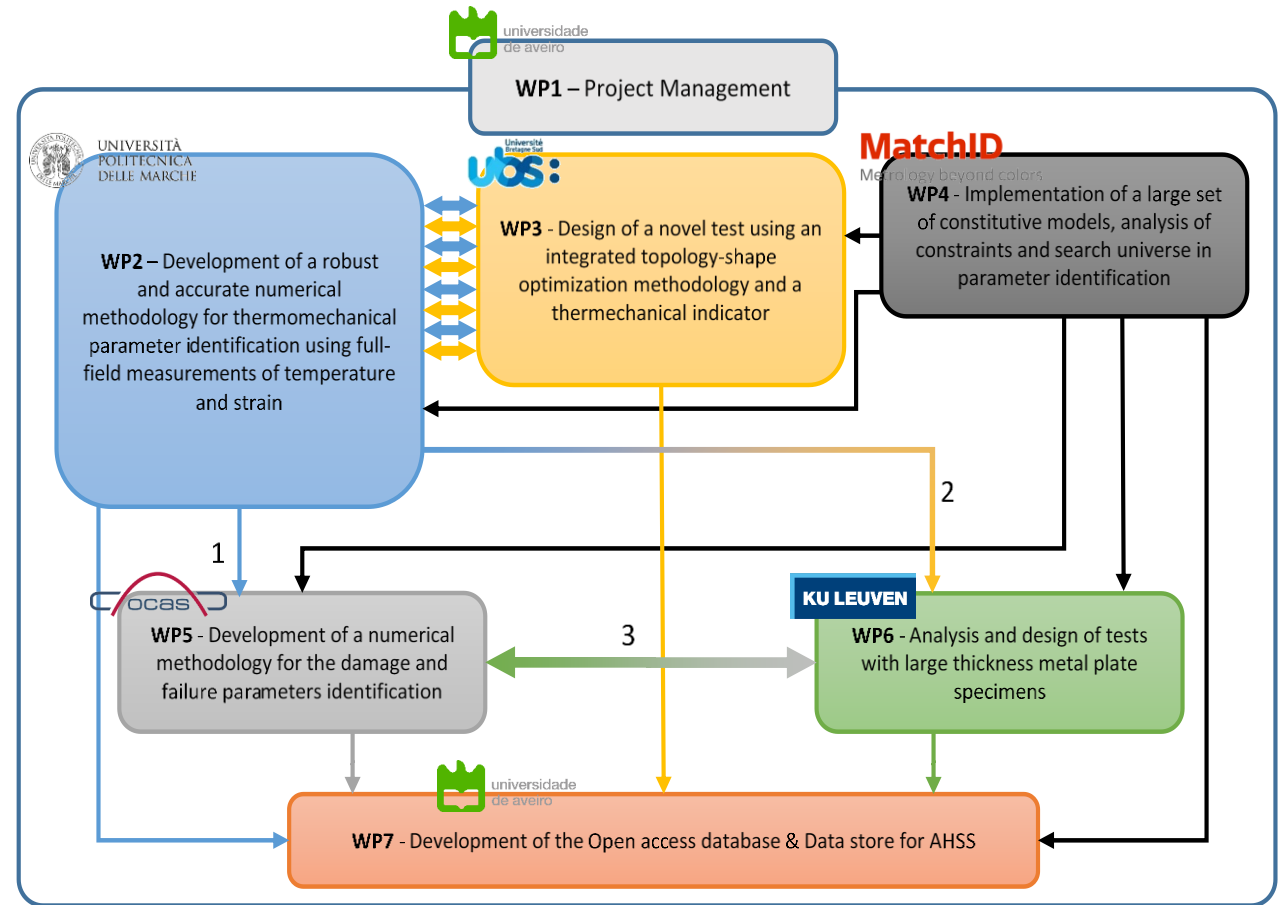 universidade
de aveiro
WP1 – Project Management
UNIVERSITÀ
POLITECNICA
DELLE MARCHE
Université
Bretagne Sud
ubs:
MatchID
Metrology beyond colors
WP2 – Development of a robust
and accurate numerical
methodology for thermomechanical
parameter identification using full-
field measurements of temperature
and strain
WP3 - Design of a novel test using an
integrated topology-shape
optimization methodology and a
thermechanical indicator
WP4 - Implementation of a large set
of constitutive models, analysis of
constraints and search universe in
parameter identification
1
2
ocas
WP5 - Development of a numerical
methodology for the damage and
failure parameters identification
3
KU LEUVEN
WP6 - Analysis and design of tests
with large thickness metal plate
specimens
universidade
de aveiro
WP7 - Development of the Open access database & Data store for AHSS